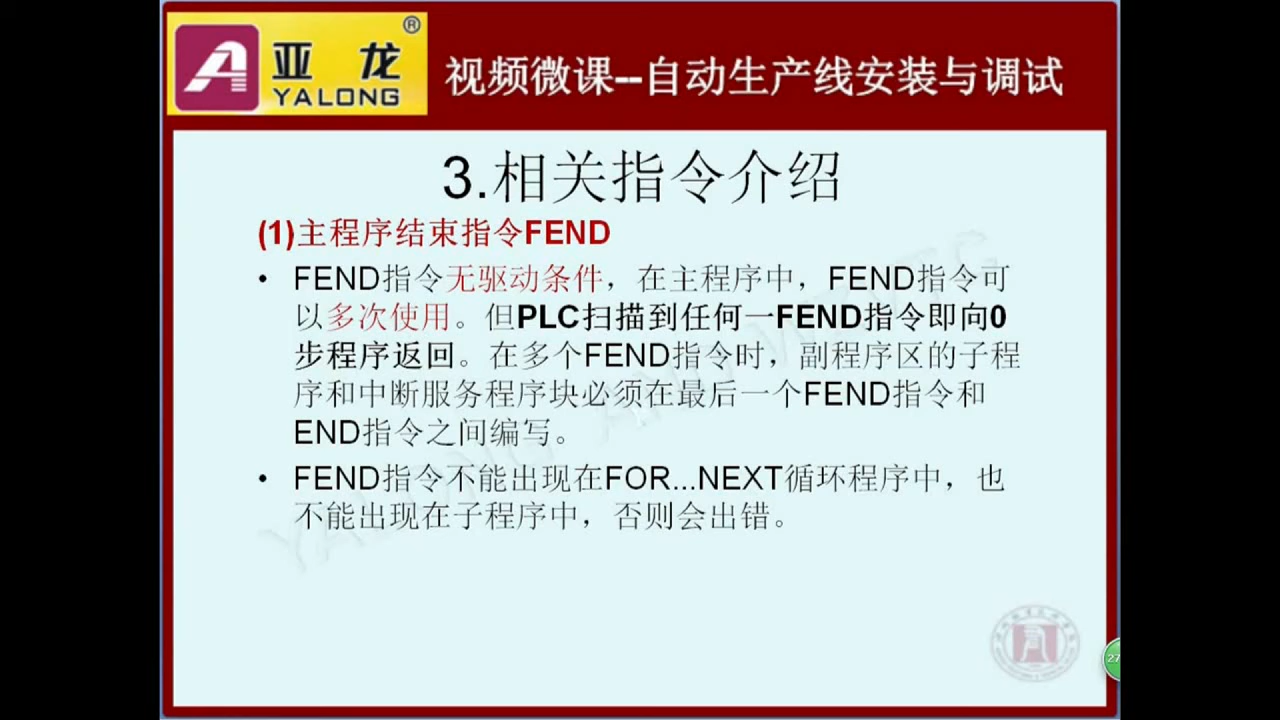 亚龙®
YALONG
视频微课--自动生产线安装与调试
3.相关指令介绍
(1)主程序结束指令FEND
• FEND指令无驱动条件，在主程序中，FEND指令可
以多次使用。但PLC扫描到任何一FEND指令即向0
步程序返回。在多个FEND指令时，副程序区的子程
序和中断服务程序块必须在最后一个FEND指令和
END指令之间编写。
• FEND指令不能出现在FOR...NEXT循环程序中，也
不能出现在子程序中，否则会出错。
27